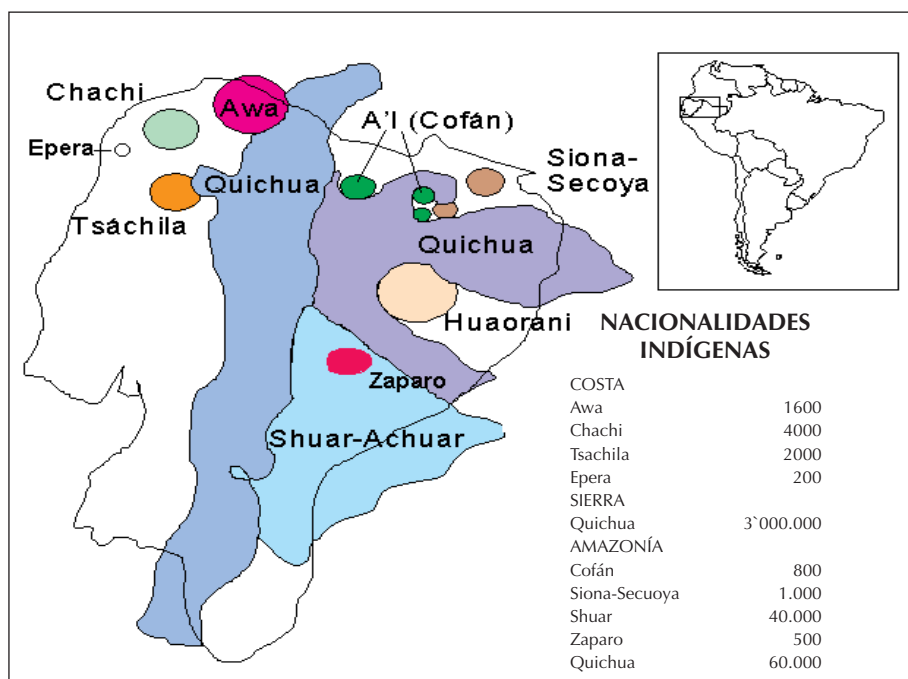 Chachi
Awa
A'I (Cofán)
Epera
Siona-
Secoya
Quichua
Tsáchila
Quichua
Huaorani
Zaparo
Shuar-Achuar
NACIONALIDADES
INDÍGENAS
COSTA
Awa 1600
Chachi 4000
Tsachila 2000
Epera 200
SIERRA
Quichua 3`000.000
AMAZONÍA
Cofán 800
Siona-Secuoya 1.000
Shuar 40.000
Zaparo 500
Quichua 60.000